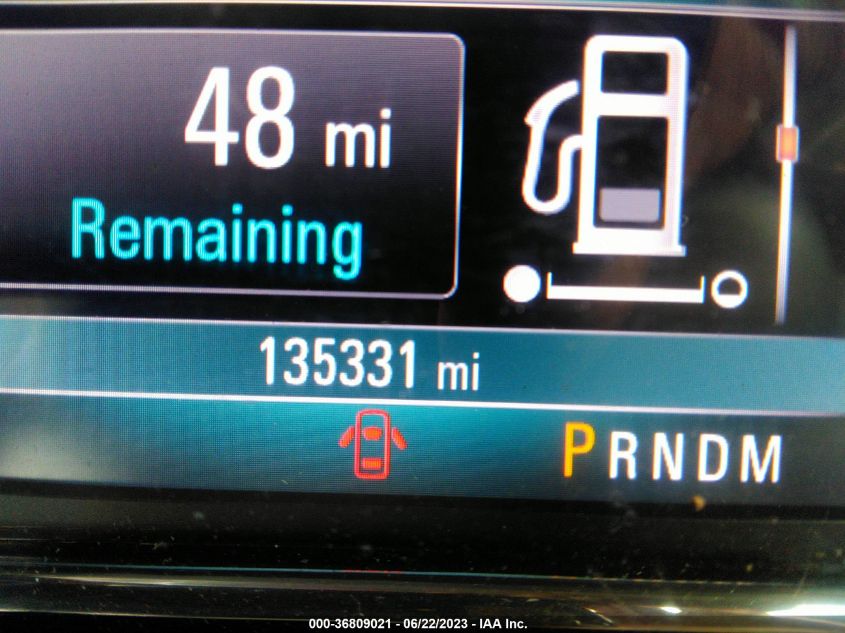 48 mi
Remaining
135331 mi
PRNDM
000-36809021 - 06/22/2023 - IAA Inc.